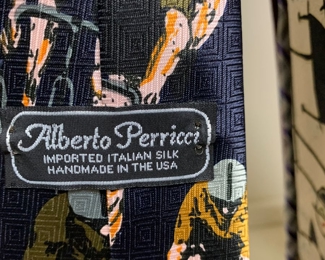 Alberto Perricci
IMPORTED ITALIAN SILK
HANDMADE IN THE USA